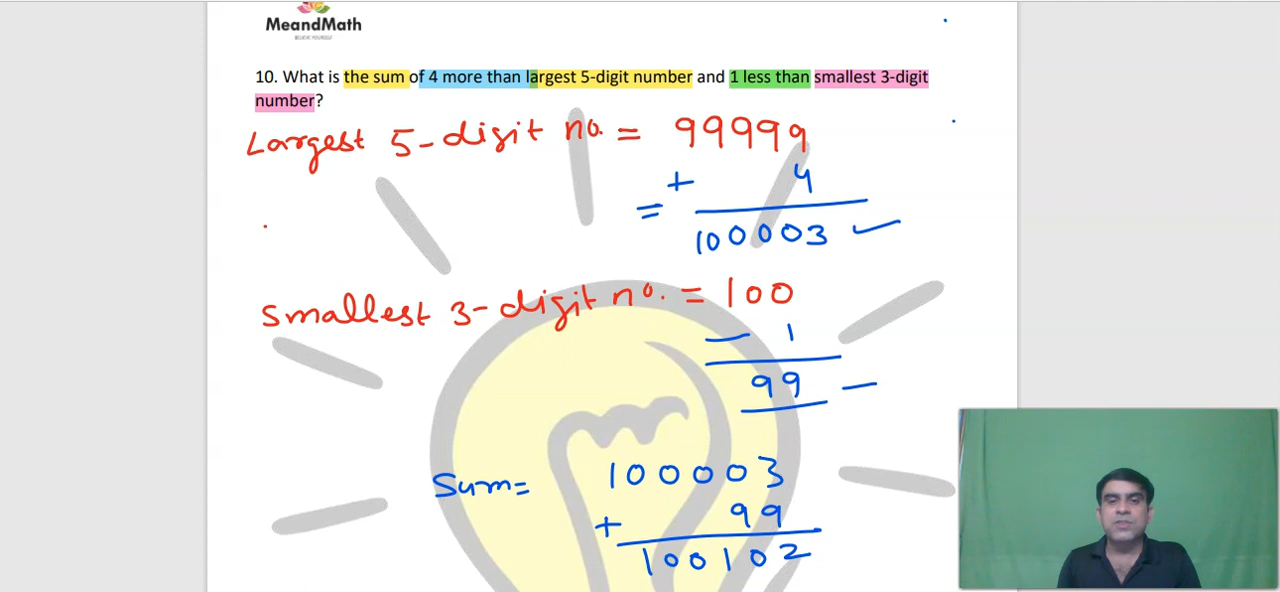 MeandMath
BELIEVE YOURSELF
10. What is the sum of 4 more than largest 5-digit number and 1 less than smallest 3-digit
number?
Largest 5-digit no. = 99999
+ 4
= 100003
Smallest 3-digit no. = 100
- 1
99
Sum= 100003
+ 99
100102